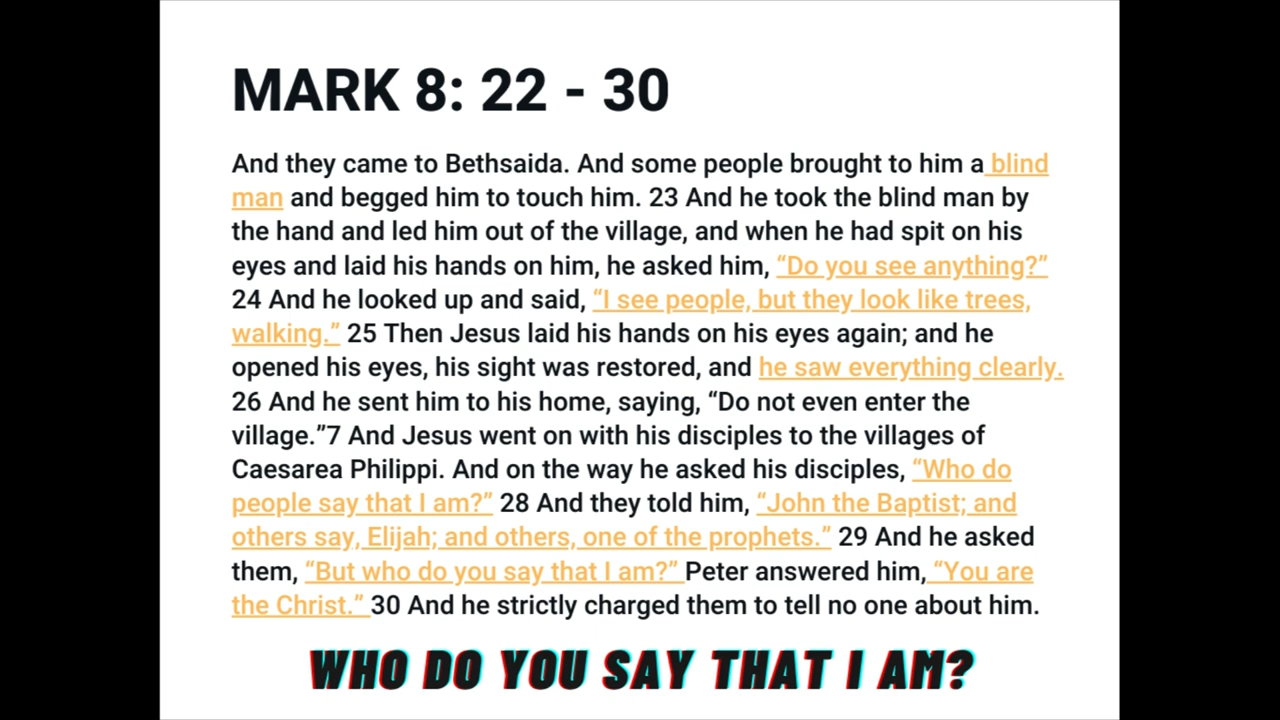 MARK 8: 22 - 30
And they came to Bethsaida. And some people brought to him a blind
man and begged him to touch him. 23 And he took the blind man by
the hand and led him out of the village, and when he had spit on his
eyes and laid his hands on him, he asked him, “Do you see anything?”
24 And he looked up and said, “I see people, but they look like trees,
walking.” 25 Then Jesus laid his hands on his eyes again; and he
opened his eyes, his sight was restored, and he saw everything clearly.
26 And he sent him to his home, saying, “Do not even enter the
village.”7 And Jesus went on with his disciples to the villages of
Caesarea Philippi. And on the way he asked his disciples, “Who do
people say that I am?” 28 And they told him, “John the Baptist; and
others say, Elijah; and others, one of the prophets.” 29 And he asked
them, “But who do you say that I am?” Peter answered him, “You are
the Christ.” 30 And he strictly charged them to tell no one about him.
WHO DO YOU SAY THAT I AM?